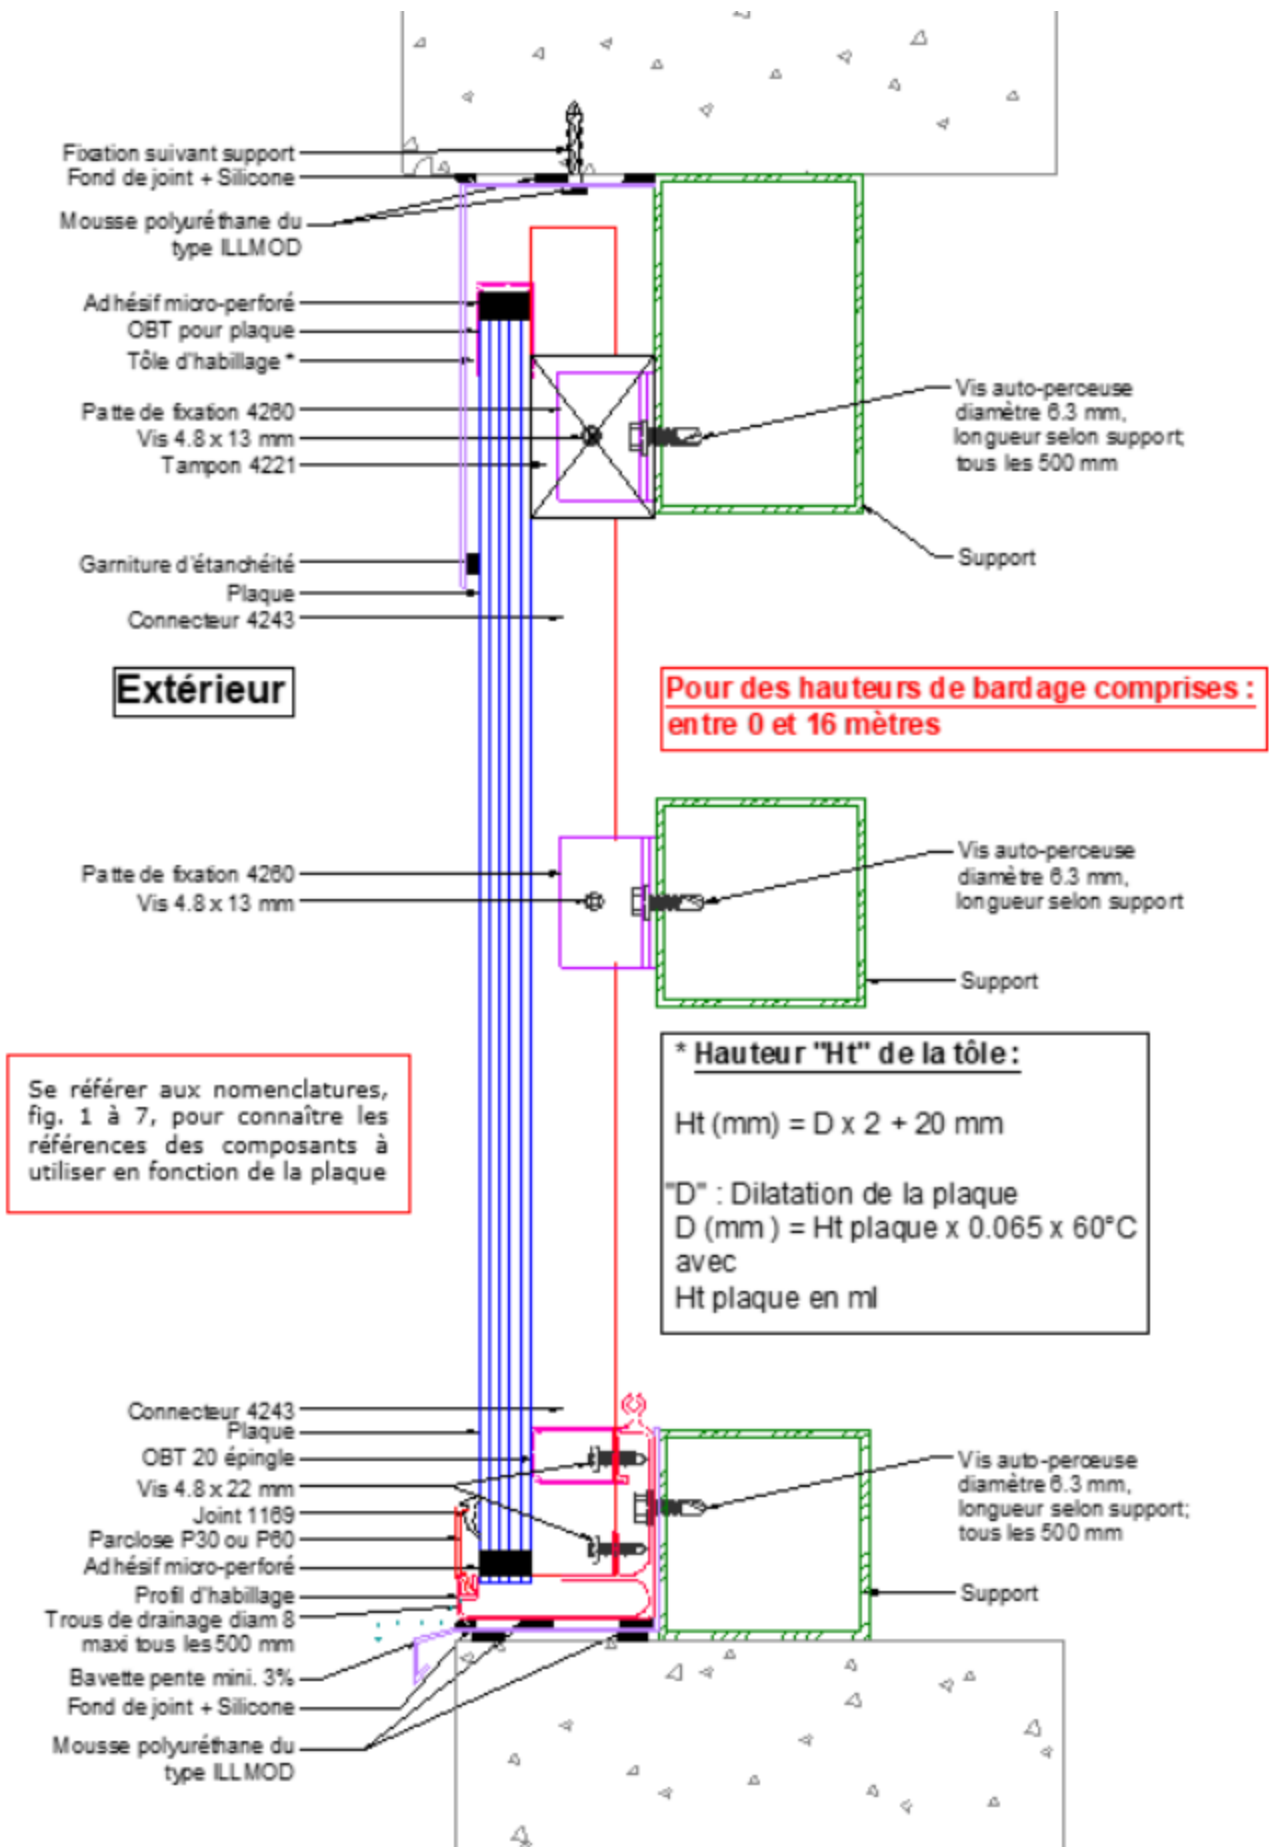 Fixation suivant support
Fond de joint + Silicone
Mousse polyuréthane du
type ILLMOD
Adhésif micro-perforé
OBT pour plaque
Tôle d'habillage *
Patte de fixation 4260
Vis 4.8 x 13 mm
Tampon 4221
Vis auto-perceuse
diamètre 6.3 mm,
longueur selon support;
tous les 500 mm
Support
Garniture d'étanchéité
Plaque
Connecteur 4243
Extérieur
Pour des hauteurs de bardage comprises :
entre 0 et 16 mètres
Patte de fixation 4260
Vis 4.8 x 13 mm
Vis auto-perceuse
diamètre 6.3 mm,
longueur selon support
Support
Se référer aux nomenclatures,
fig. 1 à 7, pour connaître les
références des composants à
utiliser en fonction de la plaque
* Hauteur "Ht" de la tôle :
Ht (mm) = D x 2 + 20 mm
"D" : Dilatation de la plaque
D (mm ) = Ht plaque x 0.065 x 60°C
avec
Ht plaque en ml
Connecteur 4243
Plaque
OBT 20 épingle
Vis 4.8 x 22 mm
Joint 1169
Parclose P30 ou P60
Adhésif micro-perforé
Profil d'habillage
Trous de drainage diam 8
maxi tous les 500 mm
Bavette pente mini. 3%
Fond de joint + Silicone
Mousse polyuréthane du
type ILLMOD
Vis auto-perceuse
diamètre 6.3 mm,
longueur selon support;
tous les 500 mm
Support